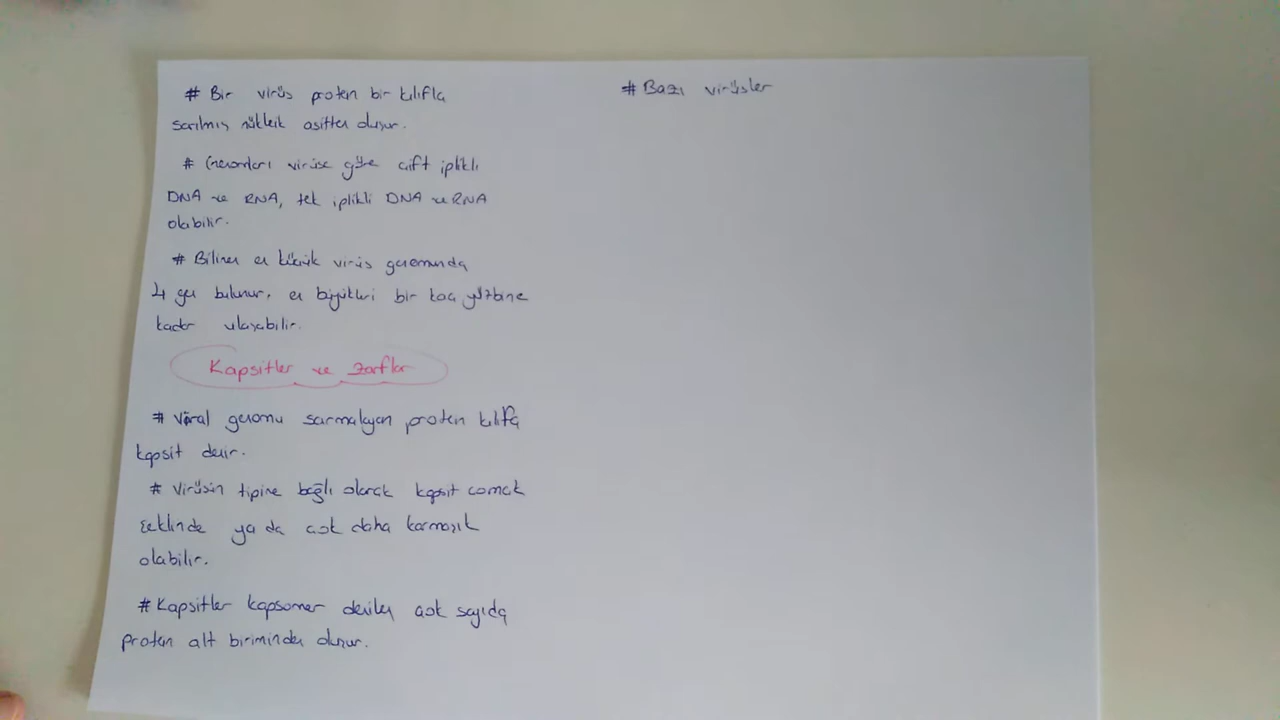 # Bir virüs protein bir kılıfla
sarılmış nükleik asitten oluşur.
# Genomları virüse göre çift iplikli
DNA ve RNA, tek iplikli DNA ve RNA
olabilir.
# Bilinen en küçük virüs genomunda
4 gen bulunur, en büyükleri bir kaç yüzbine
kadar ulaşabilir.
Kapsitler ve zarflar
# Viral genomu sarmalayan protein kılıfa
kapsit denir.
# Virüsün tipine bağlı olarak kapsit comak
şeklinde ya da çok daha karmaşık
olabilir.
# Kapsitler kapsomer denilen çok sayıda
protein alt biriminden oluşur.
# Bazı virüsler